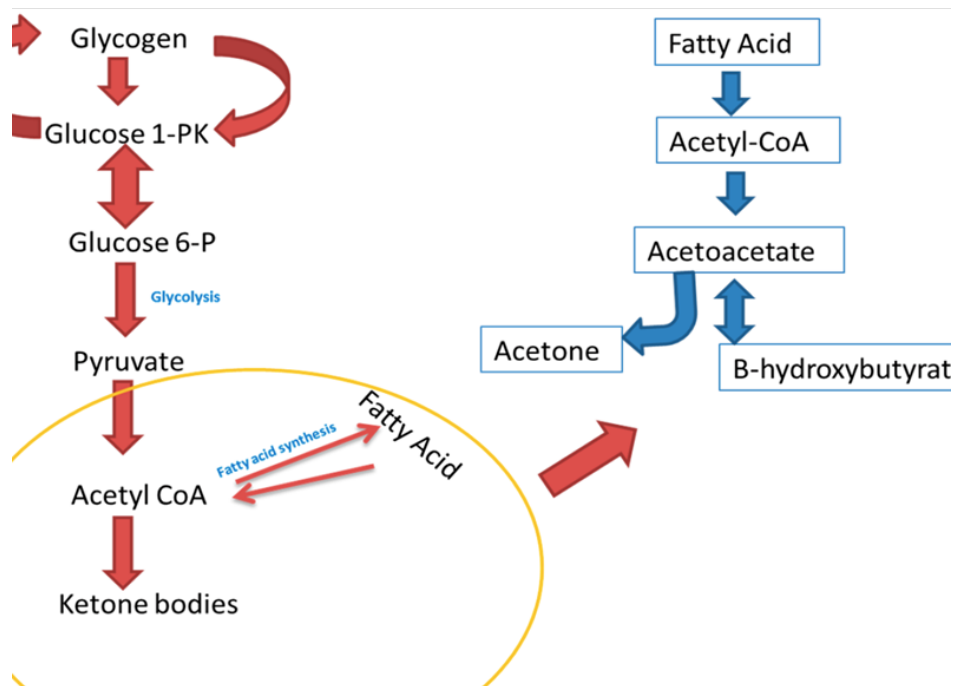 Glycogen
Glucose 1-PK
Glucose 6-P
Glycolysis
Pyruvate
Fatty Acid
Fatty acid synthesis
Acetyl CoA
Ketone bodies
Fatty Acid
Acetyl-CoA
Acetoacetate
Acetone
B-hydroxybutyrat